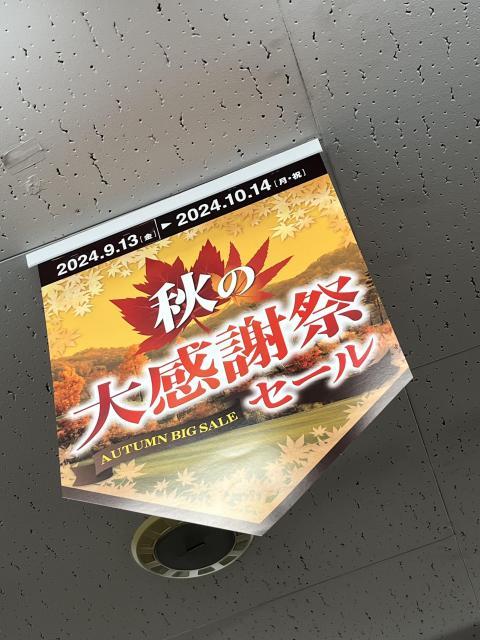 2024.9.13[金]▶2024.10.14[月・祝]
秋の
大感謝祭
セール
AUTUMN BIG SALE